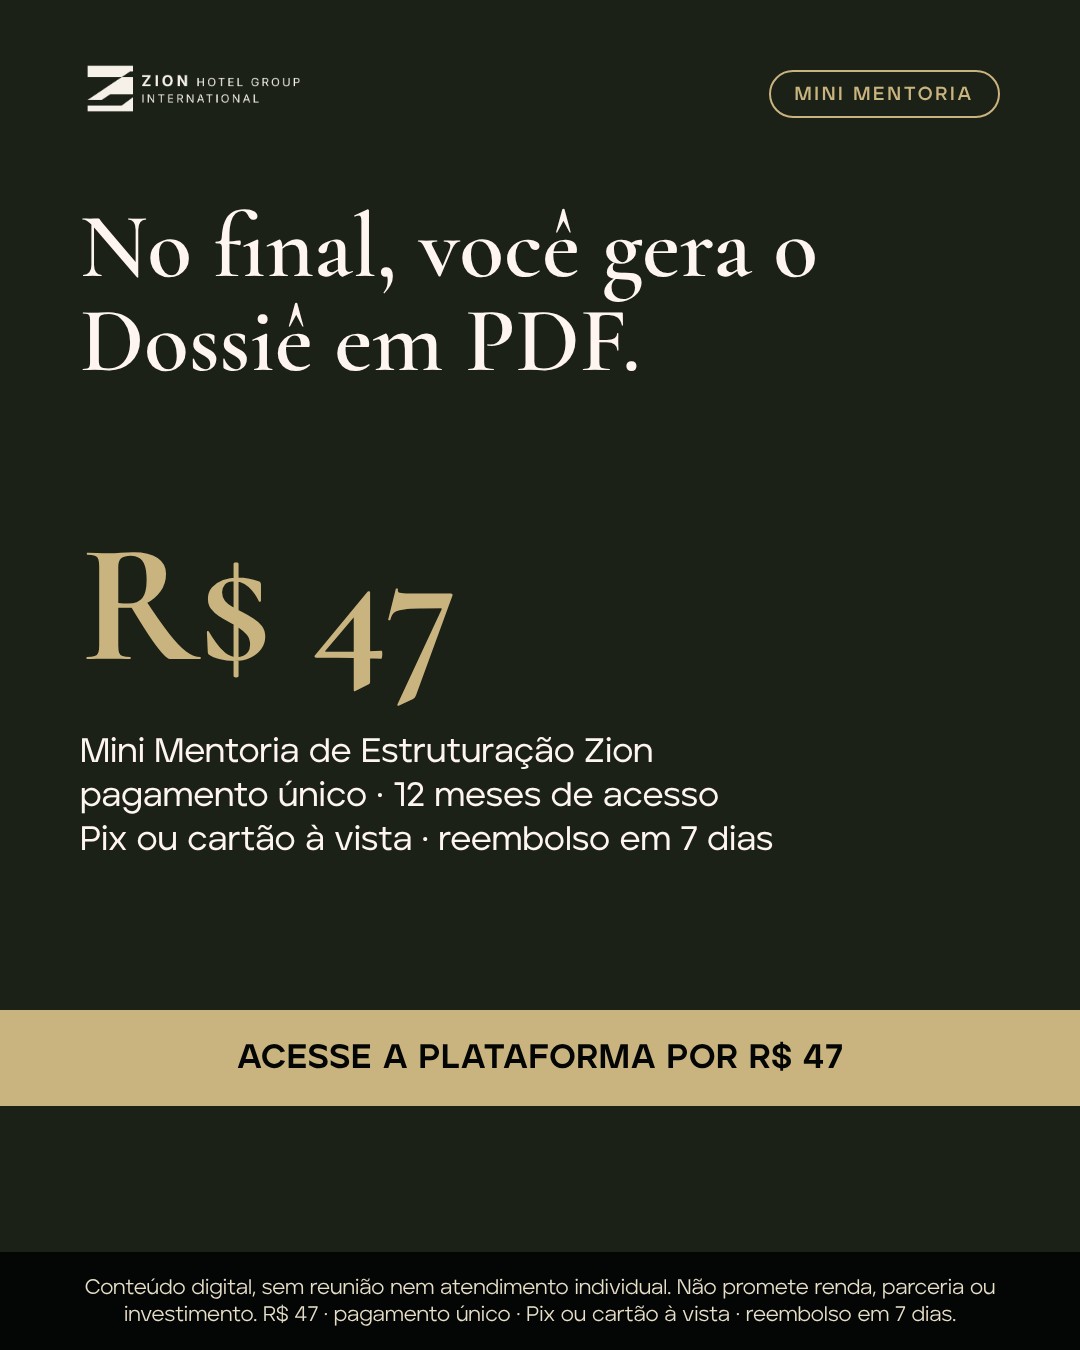 ZION HOTEL GROUP
INTERNATIONAL
MINI MENTORIA
No final, você gera o
Dossiê em PDF.
R$ 47
Mini Mentoria de Estruturação Zion
pagamento único · 12 meses de acesso
Pix ou cartão à vista · reembolso em 7 dias
ACESSE A PLATAFORMA POR R$ 47
Conteúdo digital, sem reunião nem atendimento individual. Não promete renda, parceria ou
investimento. R$ 47 · pagamento único · Pix ou cartão à vista · reembolso em 7 dias.